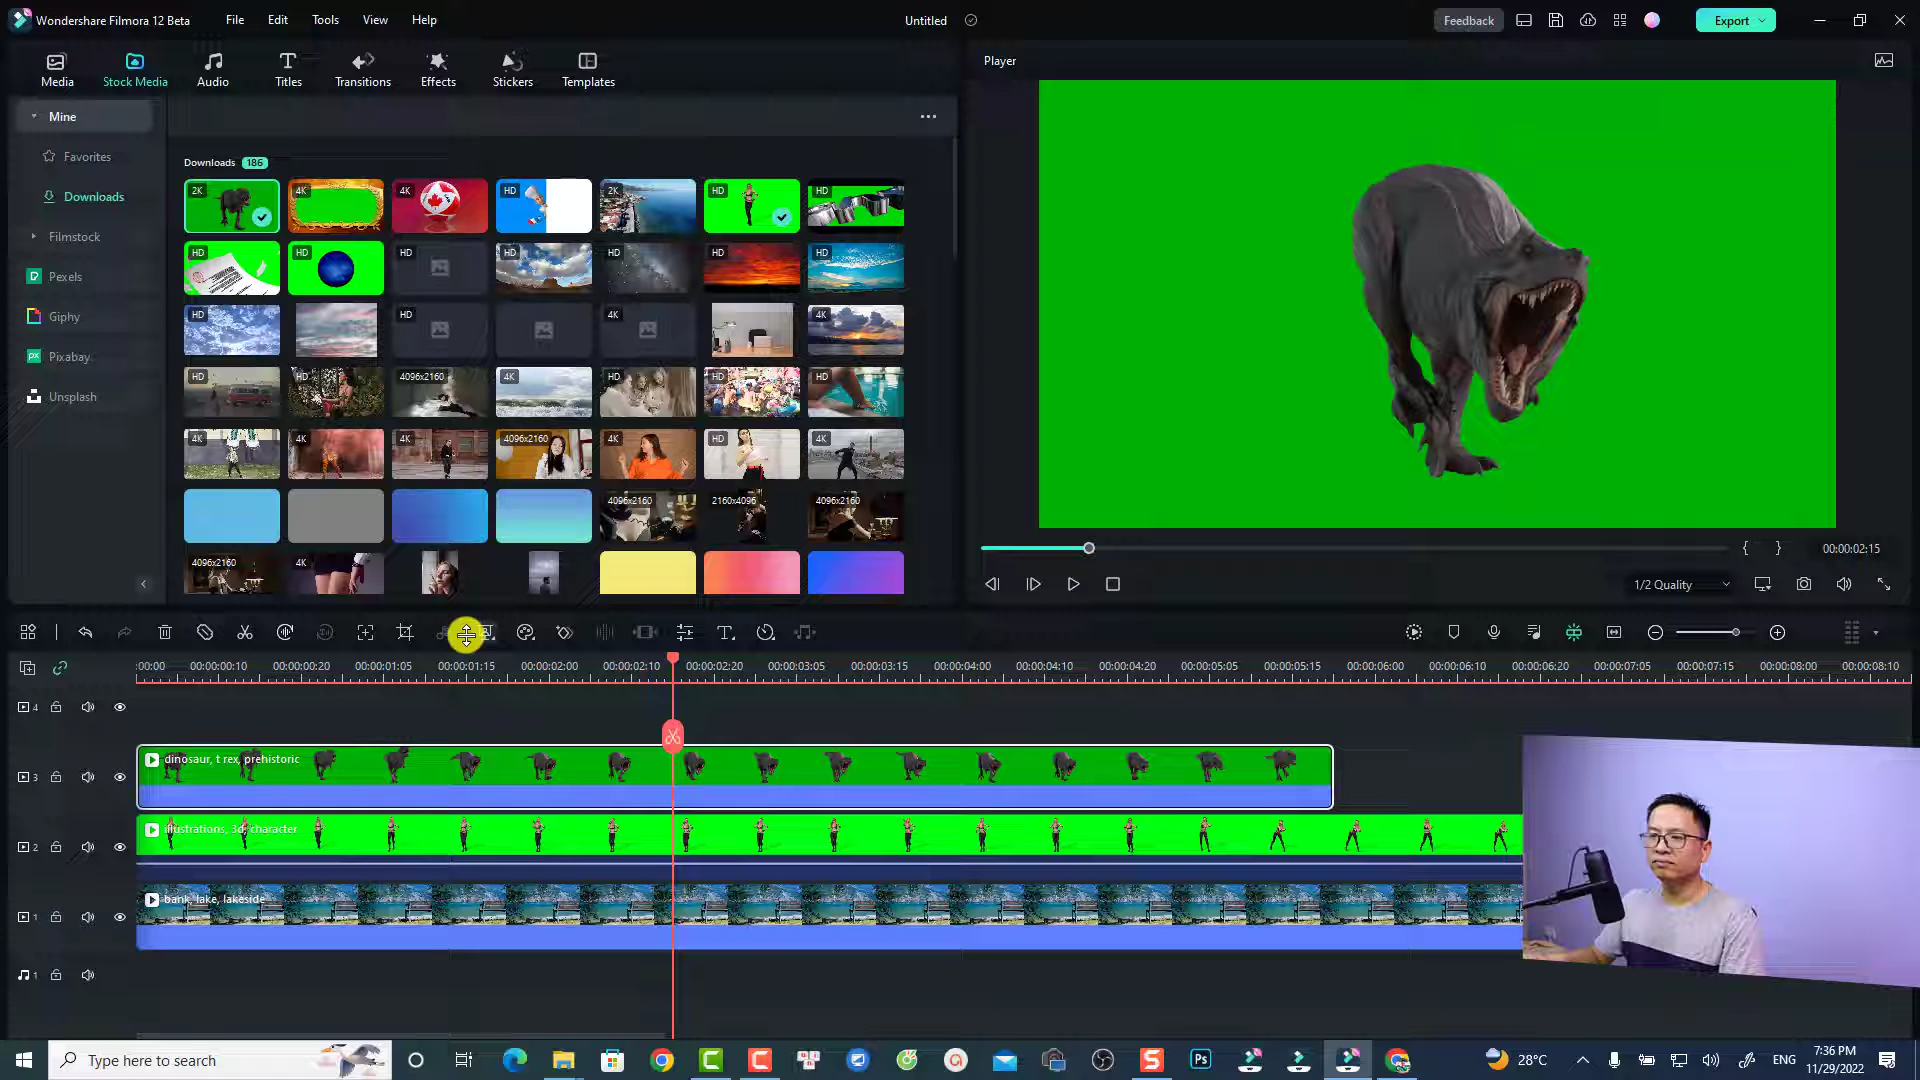 Wondershare Filmora 12 Beta
File Edit Tools View Help
Untitled
Feedback
Export
Media
Stock Media
Audio
Titles
Transitions
Effects
Stickers
Templates
Player
Mine
Favorites
Downloads
Filmstock
Pexels
Giphy
Pixabay
Unsplash
Downloads 186
2K 4K 4K HD 2K HD HD
HD HD HD HD HD HD HD
HD HD 4K 4K
HD HD 4096x2160 4K HD HD HD
4K 4K 4K 4096x2160 4K HD 4K
4096x2160 2160x4096 4096x2160
4096x2160 4K
{ } 00:00:02:15
1/2 Quality
:00:00 00:00:00:10 00:00:00:20 00:00:01:05 00:00:01:15 00:00:02:00 00:00:02:10 00:00:02:20 00:00:03:05 00:00:03:15 00:00:04:00 00:00:04:10 00:00:04:20 00:00:05:05 00:00:05:15 00:00:06:00 00:00:06:10 00:00:06:20 00:00:07:05 00:00:07:15 00:00:08:00 00:00:08:10
4
dinosaur, t rex, prehistoric
3
illustrations, 3d, character
2
bank, lake, lakeside
1
1
Type here to search
28°C
ENG
7:36 PM
11/29/2022